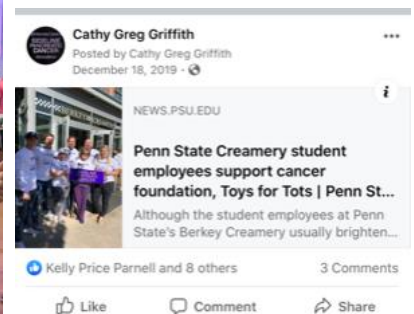 Cathy Greg Griffith
Posted by Cathy Greg Griffith
December 18, 2019 ·
NEWS.PSU.EDU
Penn State Creamery student
employees support cancer
foundation, Toys for Tots | Penn St...
Although the student employees at Penn
State's Berkey Creamery usually brighten...
Kelly Price Parnell and 8 others 3 Comments
Like Comment Share